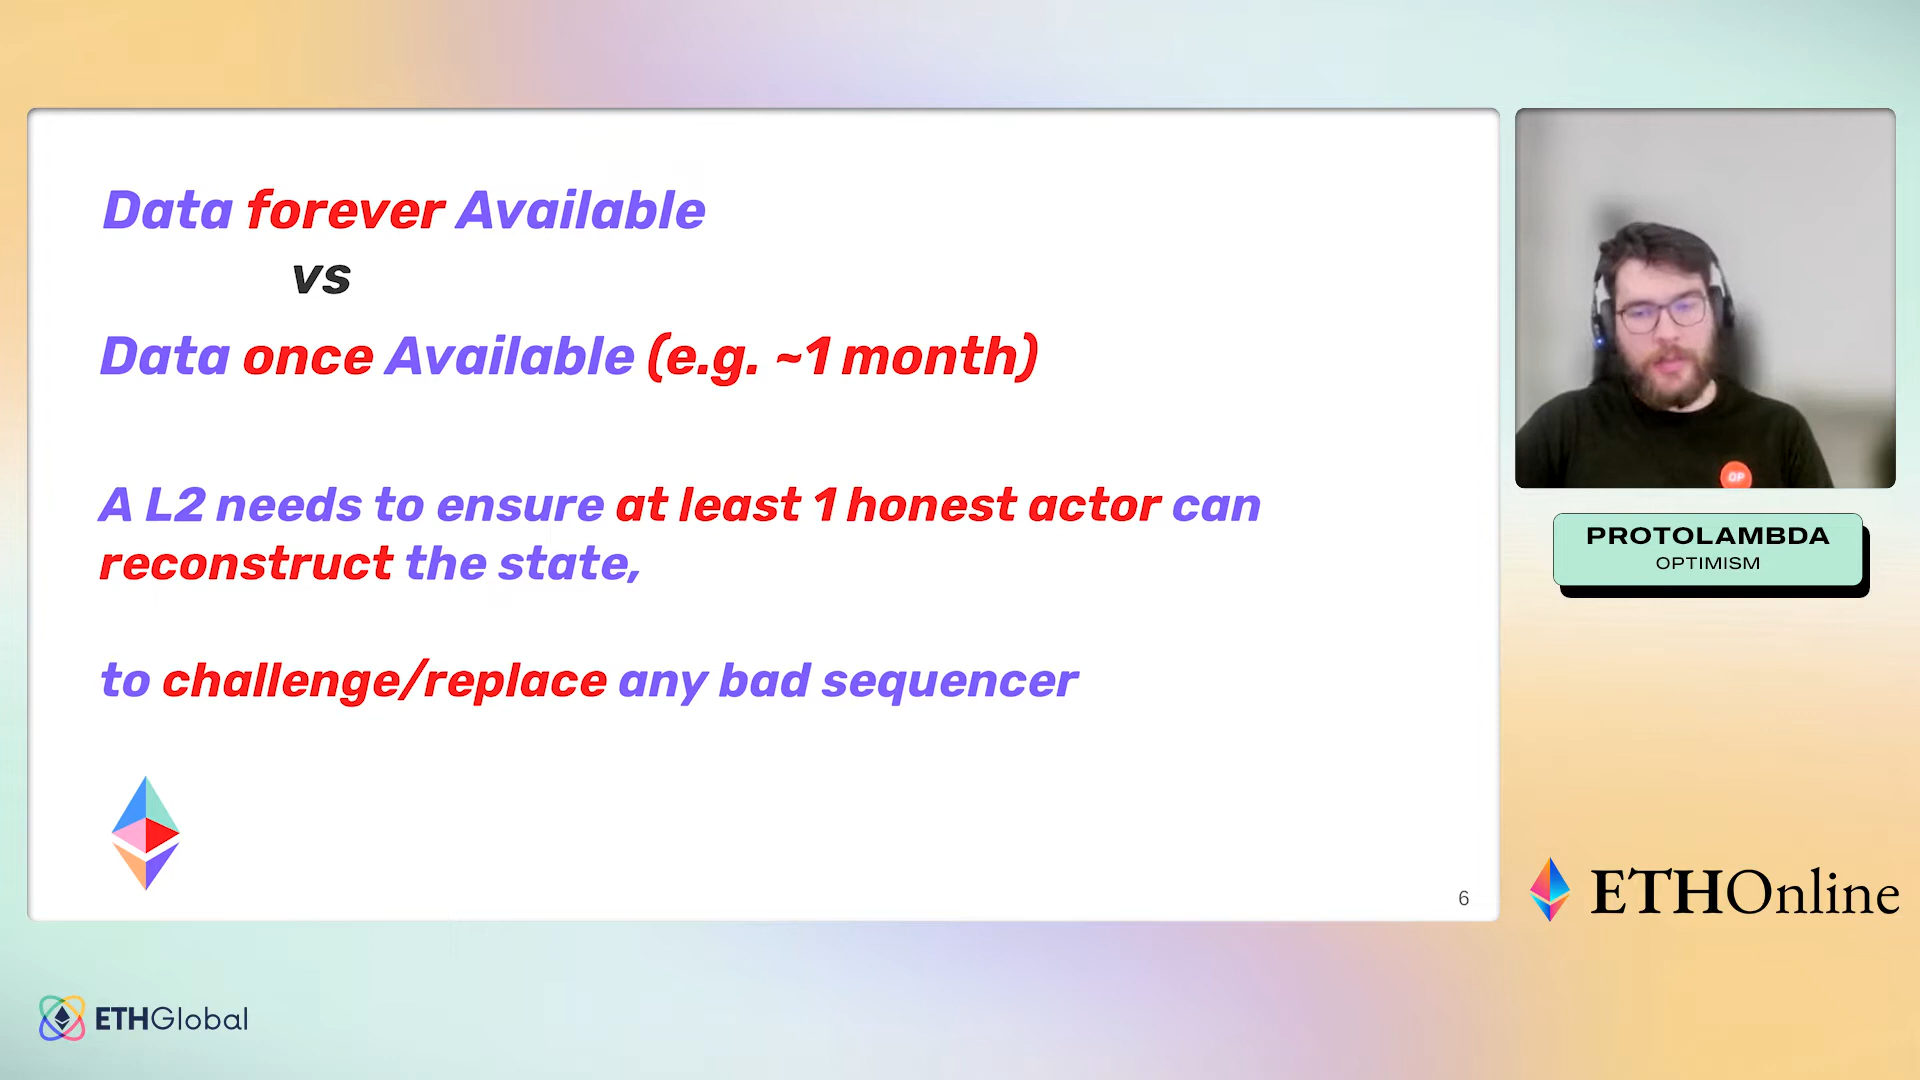 Data forever Available
vs
Data once Available (e.g. ~1 month)
A L2 needs to ensure at least 1 honest actor can
reconstruct the state,
to challenge/replace any bad sequencer
6
OP
PROTOLAMBDA
OPTIMISM
ETHOnline
ETHGlobal